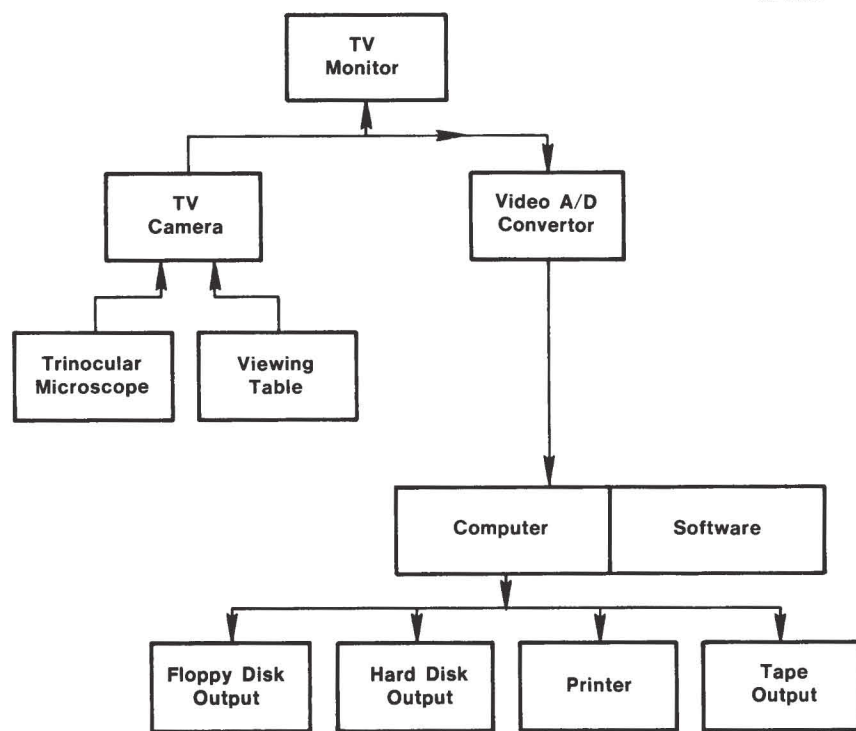 TV
Monitor
TV
Camera
Video A/D
Convertor
Trinocular
Microscope
Viewing
Table
Computer
Software
Floppy Disk
Output
Hard Disk
Output
Printer
Tape
Output